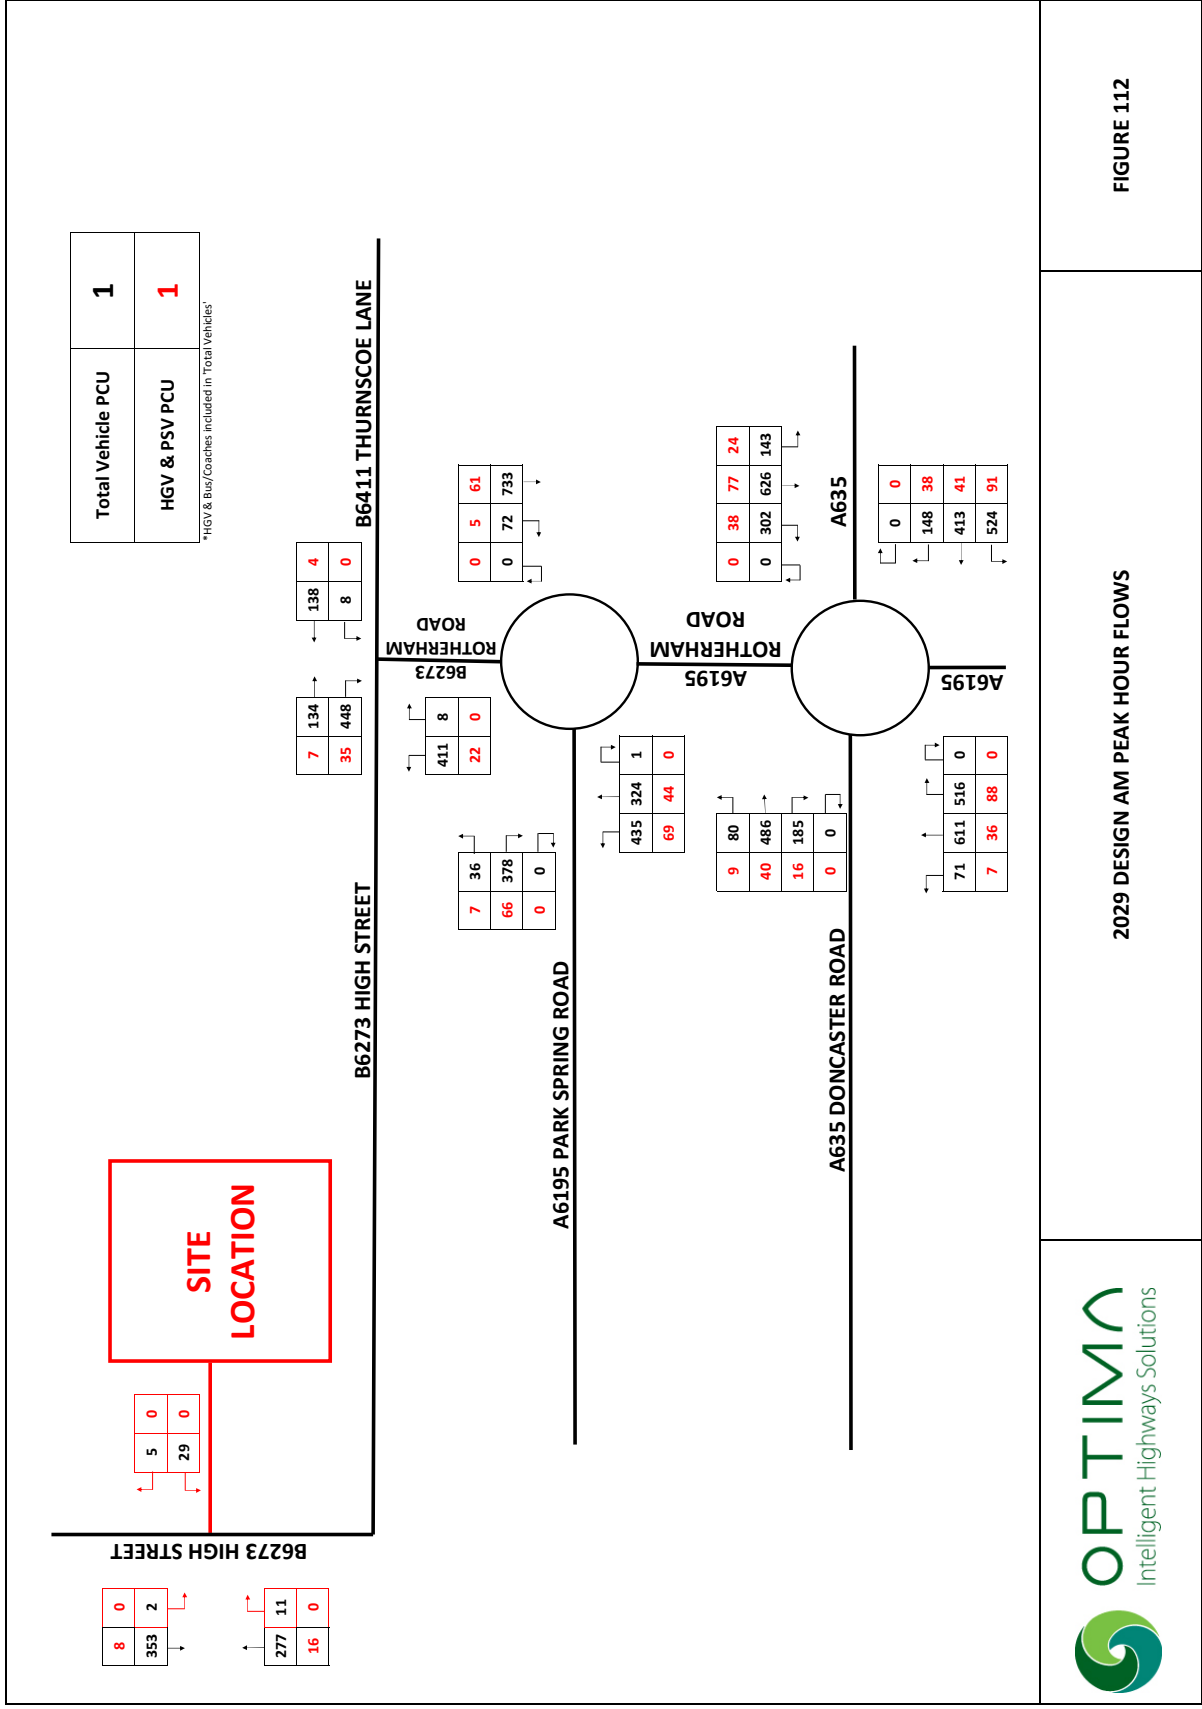 Total Vehicle PCU 1
HGV & PSV PCU 1
*HGV & Bus/Coaches included in 'Total Vehicles'
SITE
LOCATION
5 0
29 0
B6273 HIGH STREET
8 0
353 2
277 11
16 0
B6273 HIGH STREET
B6411 THURNSCOE LANE
7 134
35 448
138 4
8 0
B6273
ROTHERHAM
ROAD
411 8
22 0
0 5 61
0 72 733
7 36
66 378
0 0
A6195 PARK SPRING ROAD
435 324 1
69 44 0
A6195
ROTHERHAM
ROAD
0 38 77 24
0 302 626 143
9 80
40 486
16 185
0 0
A635 DONCASTER ROAD
A635
0 0
148 38
413 41
524 91
A6195
71 611 516 0
7 36 88 0
OPTIMA
Intelligent Highways Solutions
2029 DESIGN AM PEAK HOUR FLOWS
FIGURE 112